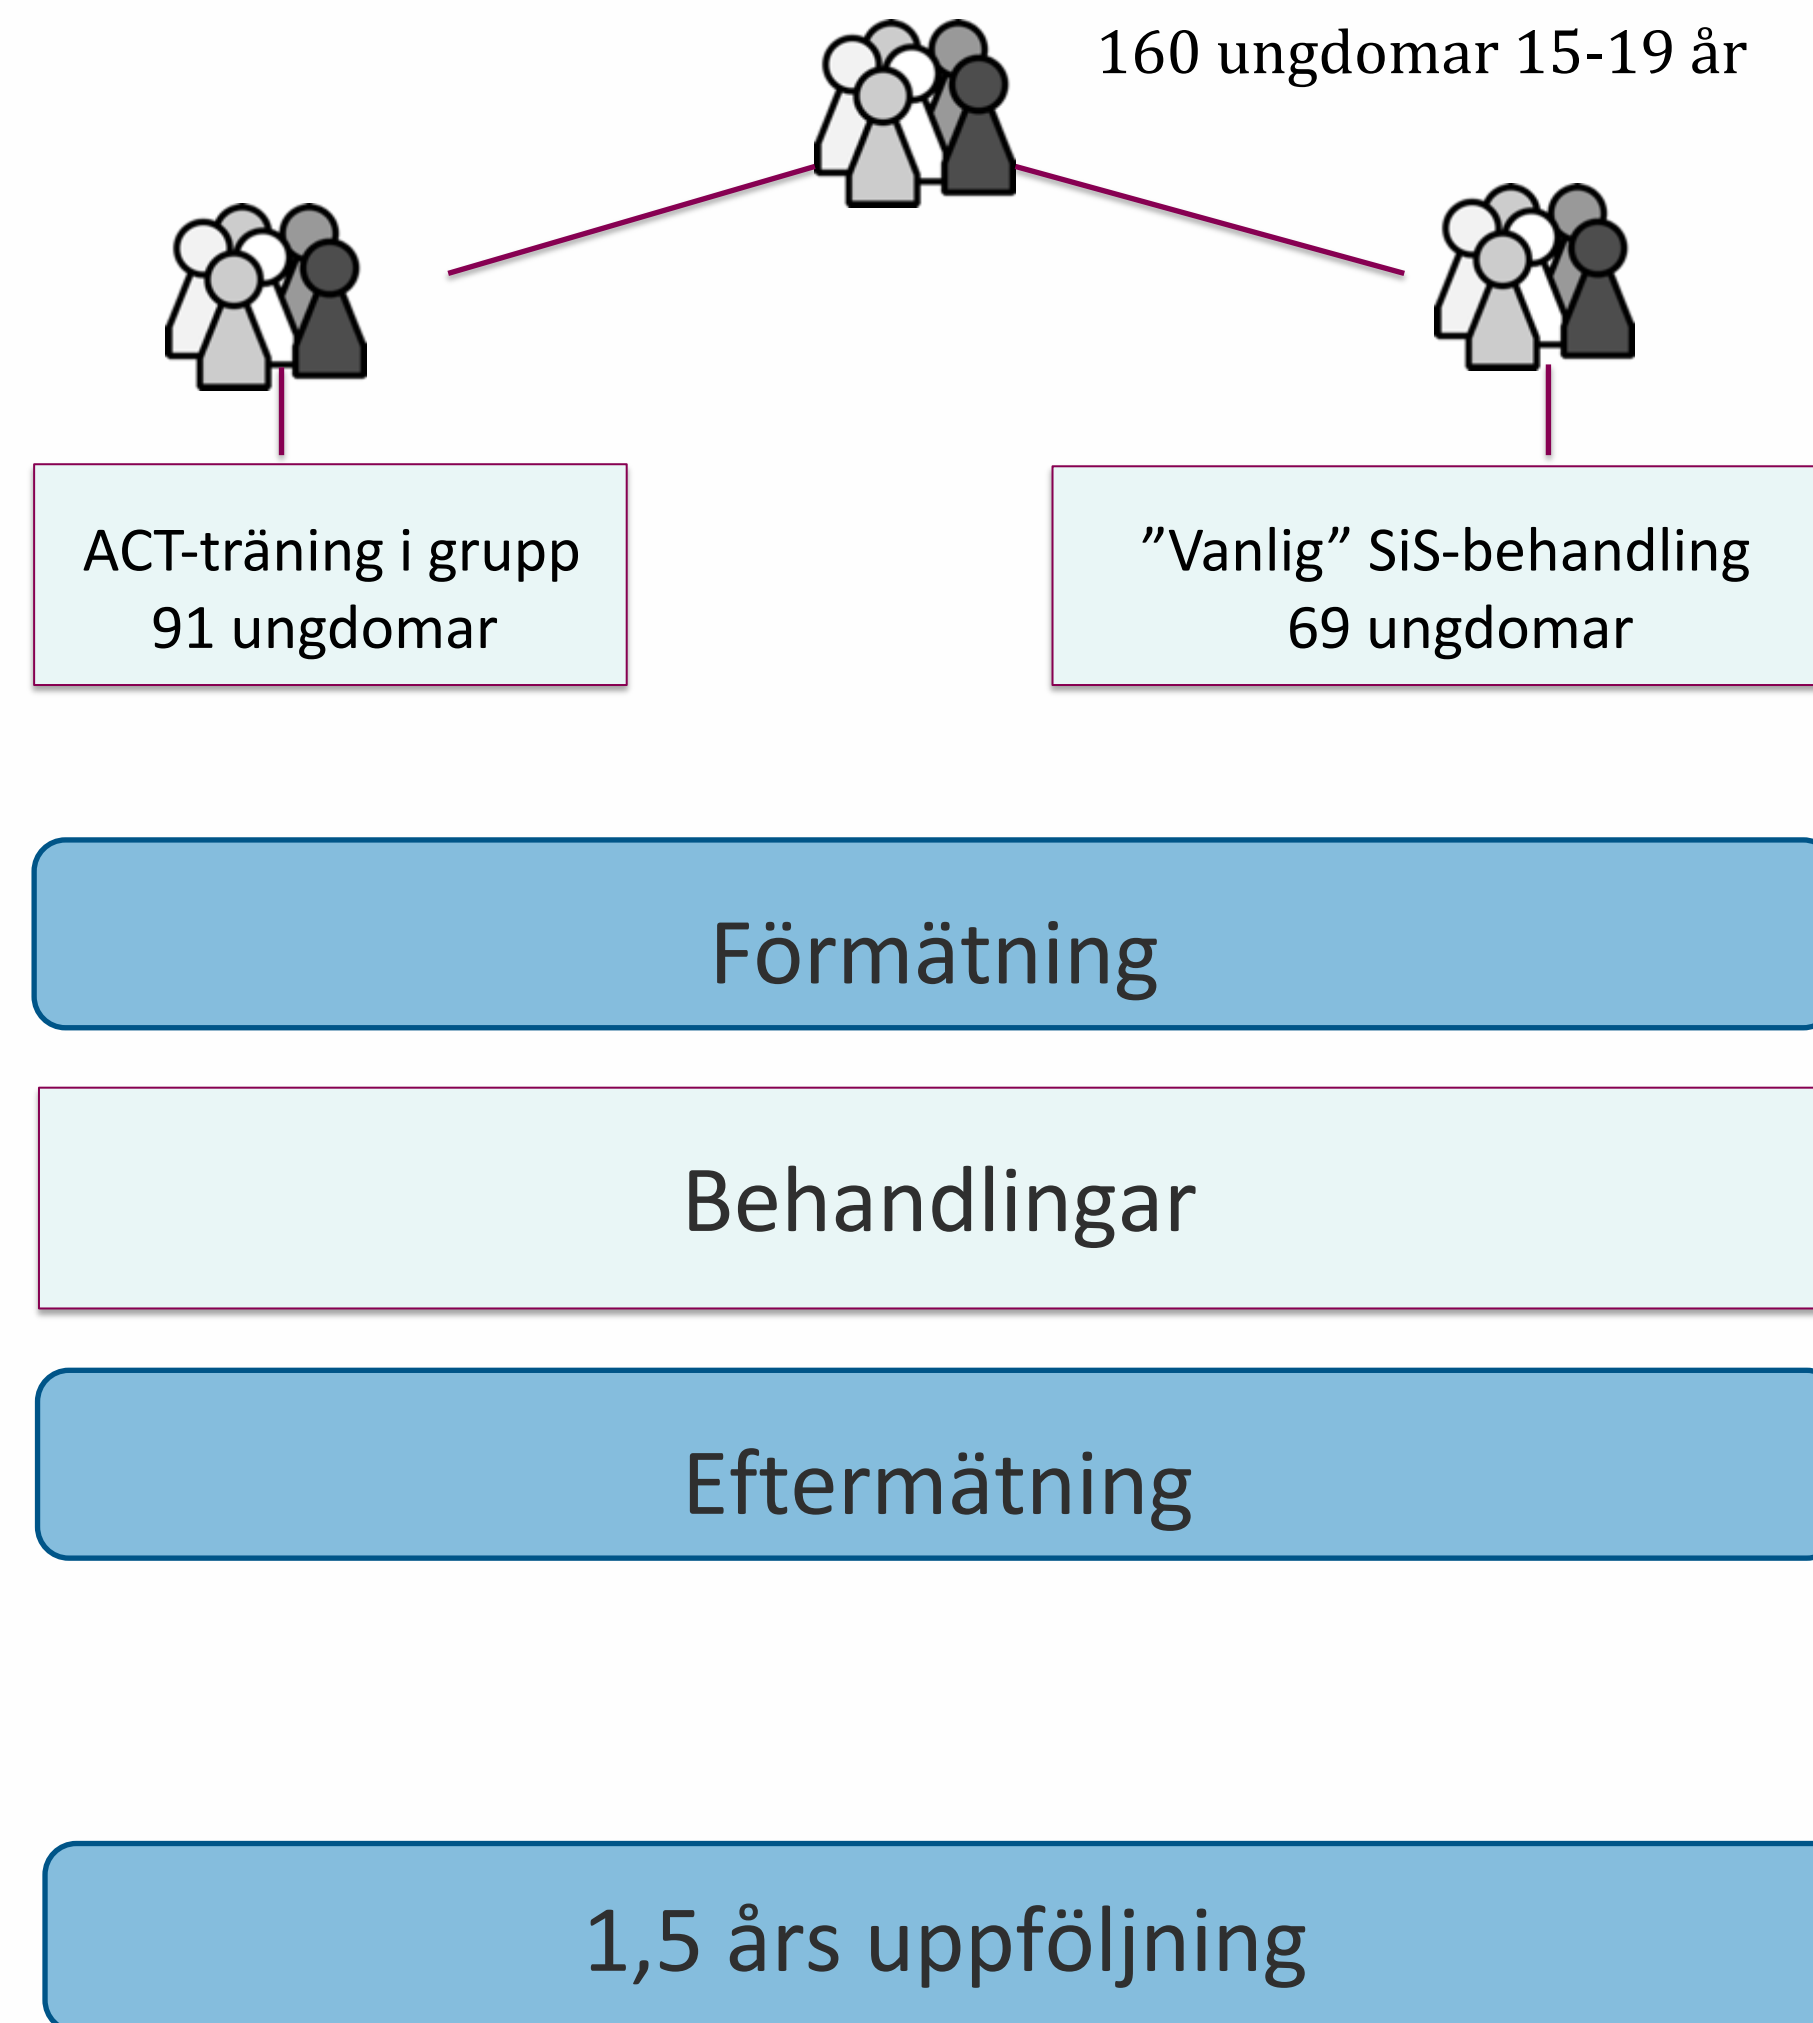 160 ungdomar 15-19 år
ACT-träning i grupp
91 ungdomar
”Vanlig” SiS-behandling
69 ungdomar
Förmätning
Behandlingar
Eftermätning
1,5 års uppföljning